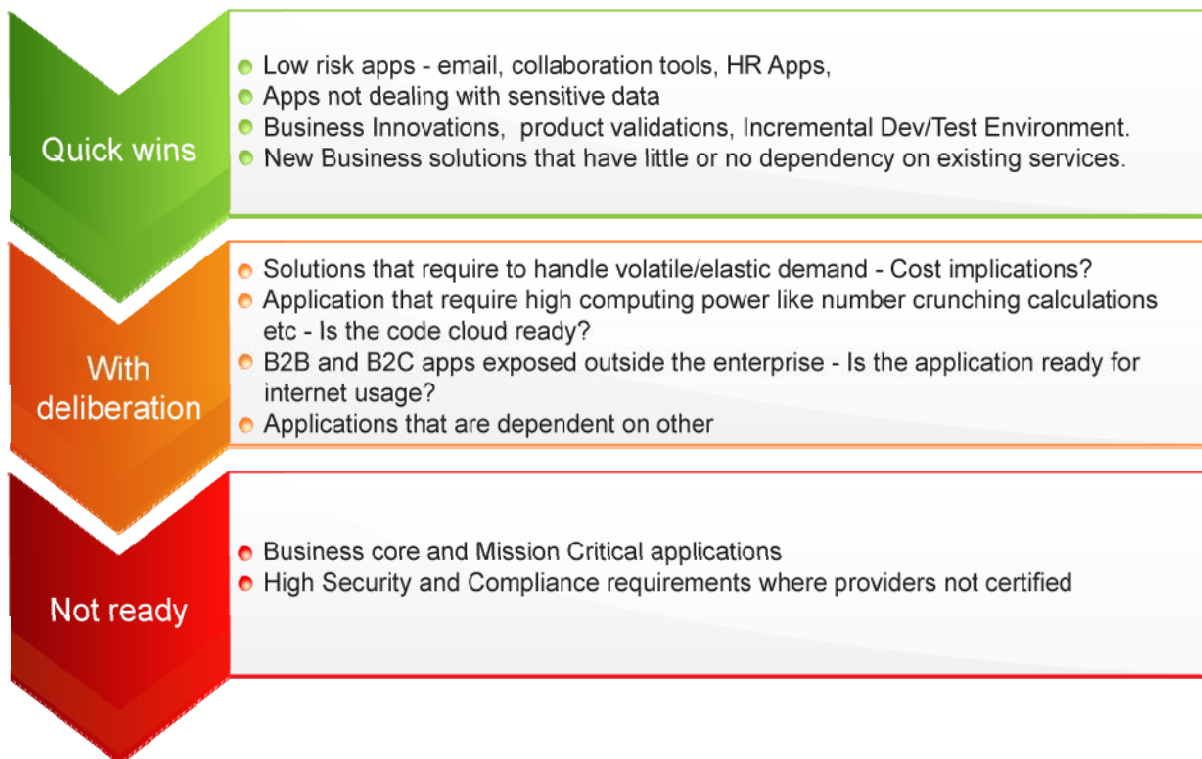 Quick wins
Low risk apps - email, collaboration tools, HR Apps,
Apps not dealing with sensitive data
Business Innovations, product validations, Incremental Dev/Test Environment.
New Business solutions that have little or no dependency on existing services.
With
deliberation
Solutions that require to handle volatile/elastic demand - Cost implications?
Application that require high computing power like number crunching calculations
etc - Is the code cloud ready?
B2B and B2C apps exposed outside the enterprise - Is the application ready for
internet usage?
Applications that are dependent on other
Not ready
Business core and Mission Critical applications
High Security and Compliance requirements where providers not certified